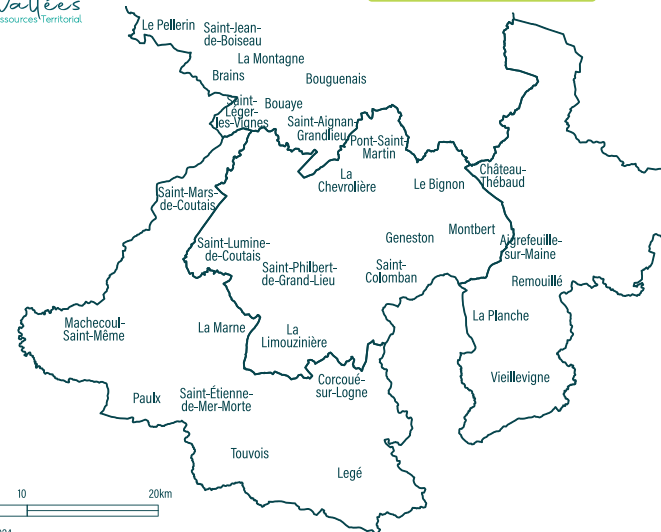 Vallées
ssources Territorial
Le Pellerin
Saint-Jean-
de-Boiseau
La Montagne
Brains
Bouguenais
Saint-
Léger-
les-Vignes
Bouaye
Saint-Aignan-
Grandlieu
Pont-Saint-
Martin
La
Chevrolière
Le Bignon
Château-
Thébaud
Saint-Mars-
de-Coutais
Saint-Lumine-
de-Coutais
Geneston
Montbert
Aigrefeuille-
sur-Maine
Saint-Philbert-
de-Grand-Lieu
Saint-
Colomban
Remouillé
Machecoul-
Saint-Même
La Marne
La
Limouzinière
La Planche
Vieillevigne
Paulx
Saint-Étienne-
de-Mer-Morte
Corcoué-
sur-Logne
Touvois
Legé
10
20km